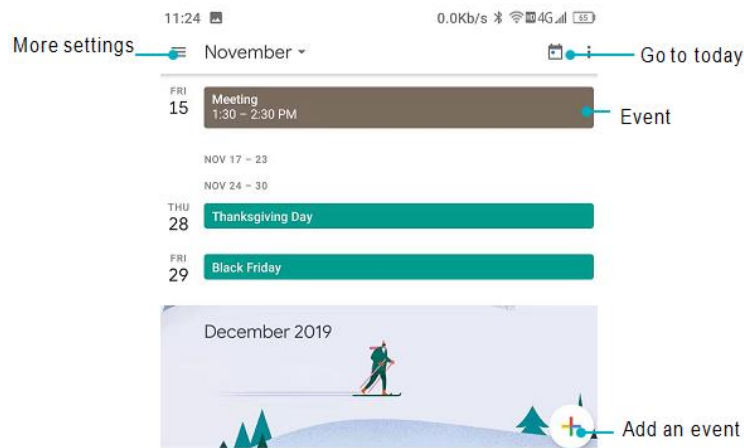 11:24 0.0Kb/s 4G 65
More settings
November
Go to today
FRI
15
Meeting
1:30 – 2:30 PM
Event
NOV 17 – 23
NOV 24 – 30
THU
28
Thanksgiving Day
FRI
29
Black Friday
December 2019
Add an event